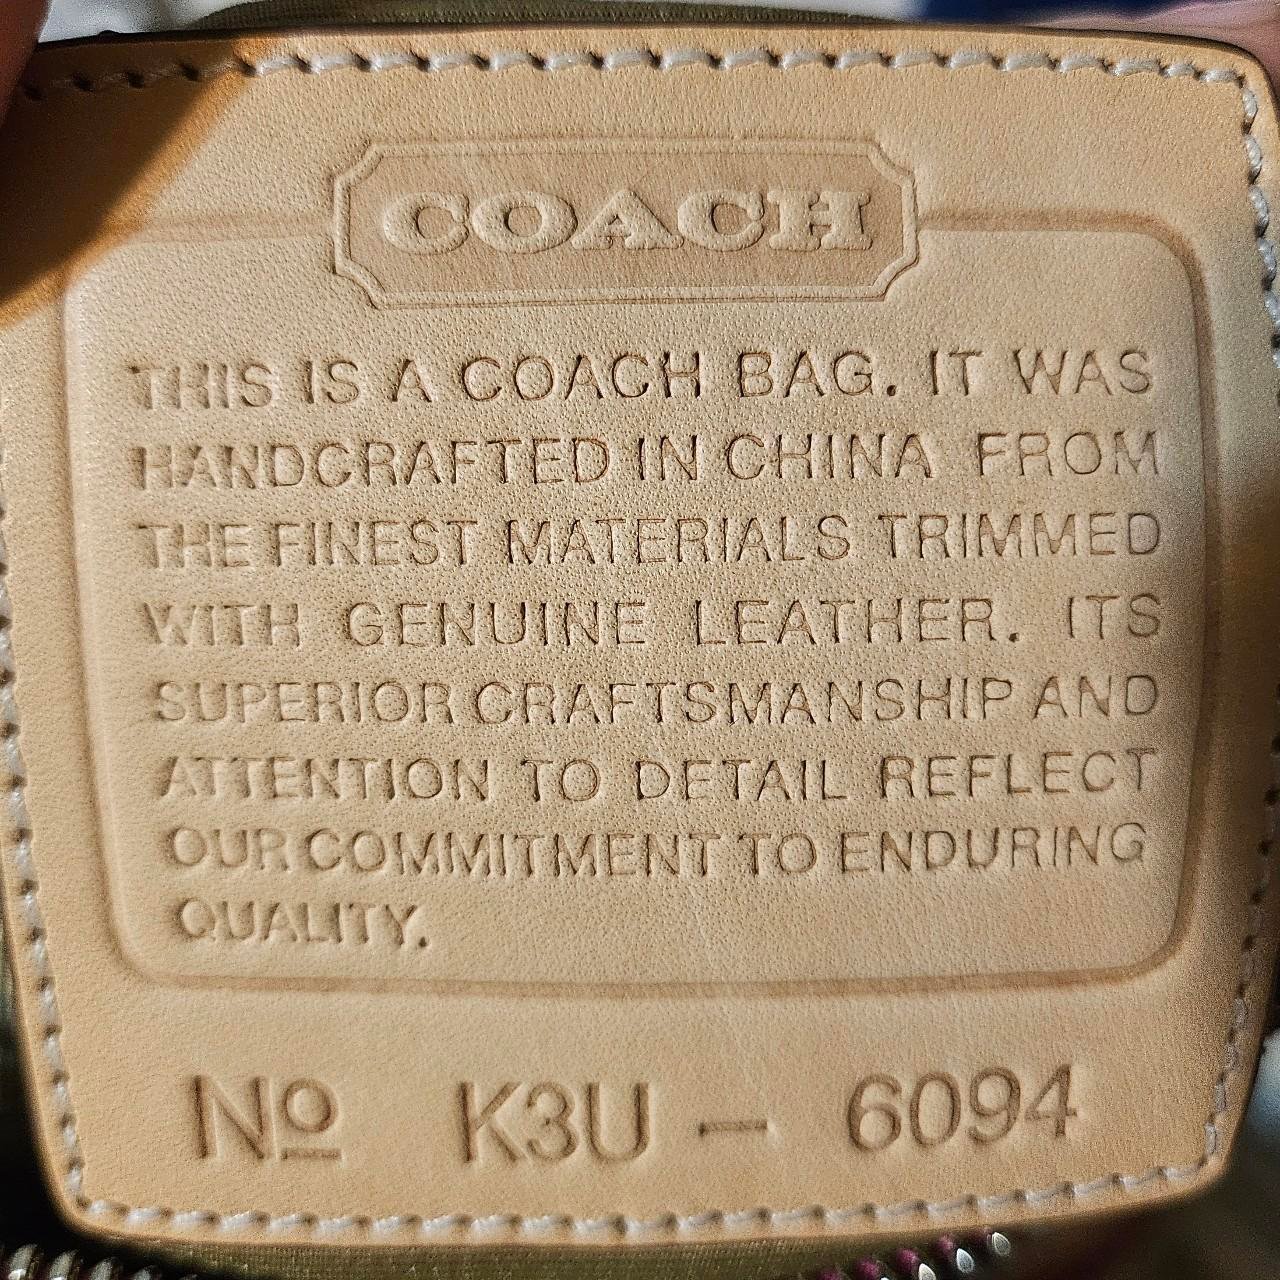 COACH
THIS IS A COACH BAG. IT WAS
HANDCRAFTED IN CHINA FROM
THE FINEST MATERIALS TRIMMED
WITH GENUINE LEATHER. ITS
SUPERIOR CRAFTSMANSHIP AND
ATTENTION TO DETAIL REFLECT
OUR COMMITMENT TO ENDURING
QUALITY.
Nº K3U – 6094